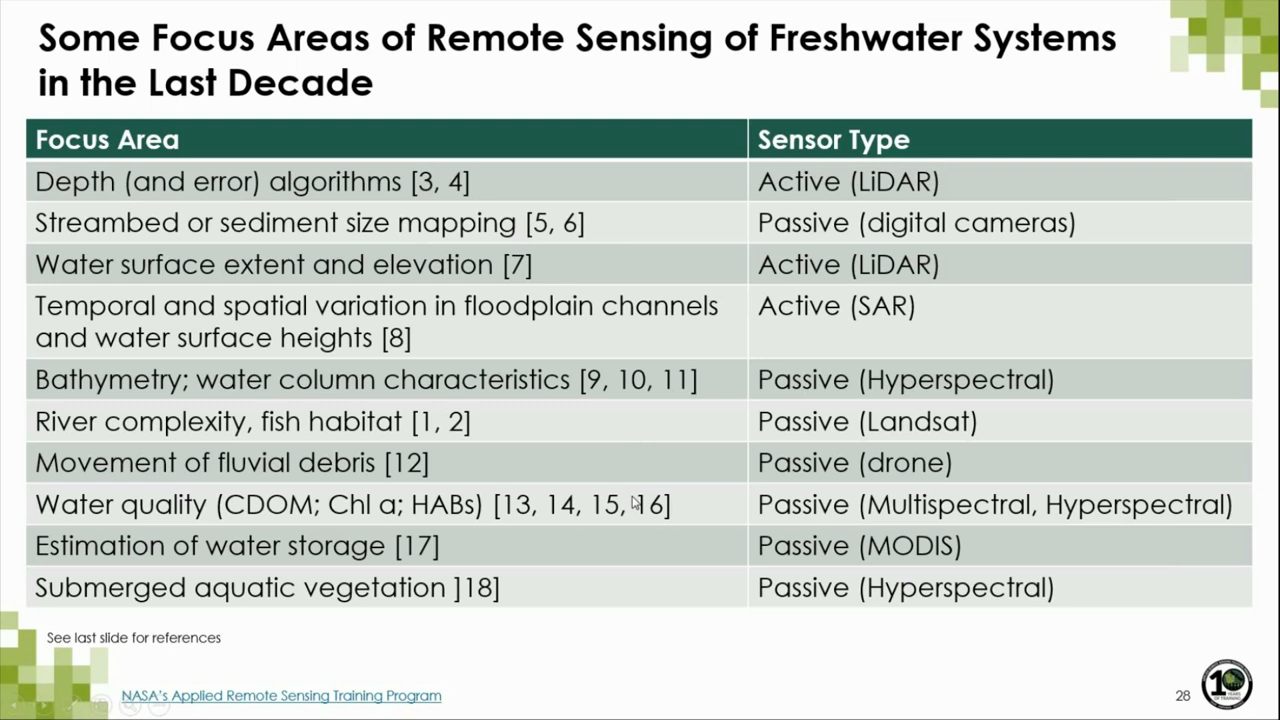 Some Focus Areas of Remote Sensing of Freshwater Systems
in the Last Decade
Focus Area Sensor Type
Depth (and error) algorithms [3, 4] Active (LiDAR)
Streambed or sediment size mapping [5, 6] Passive (digital cameras)
Water surface extent and elevation [7] Active (LiDAR)
Temporal and spatial variation in floodplain channels Active (SAR)
and water surface heights [8]
Bathymetry; water column characteristics [9, 10, 11] Passive (Hyperspectral)
River complexity, fish habitat [1, 2] Passive (Landsat)
Movement of fluvial debris [12] Passive (drone)
Water quality (CDOM; Chl a; HABs) [13, 14, 15, 16] Passive (Multispectral, Hyperspectral)
Estimation of water storage [17] Passive (MODIS)
Submerged aquatic vegetation ]18] Passive (Hyperspectral)
See last slide for references
NASA's Applied Remote Sensing Training Program
28
10